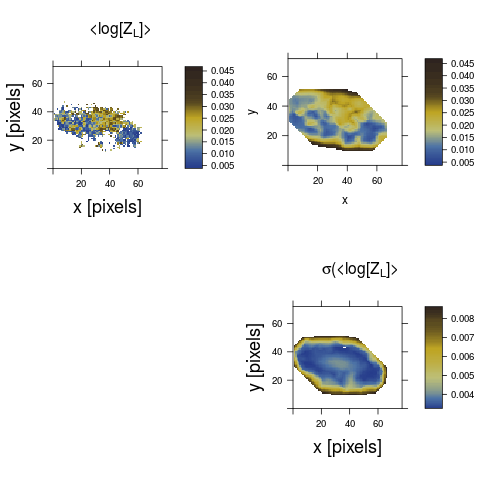 <log[Z_L]>
y [pixels]
60
40
20
20 40 60
x [pixels]
0.045
0.040
0.035
0.030
0.025
0.020
0.015
0.010
0.005
y
60
40
20
20 40 60
x
0.045
0.040
0.035
0.030
0.025
0.020
0.015
0.010
0.005
σ(<log[Z_L]>
y [pixels]
60
40
20
20 40 60
x [pixels]
0.008
0.007
0.006
0.005
0.004